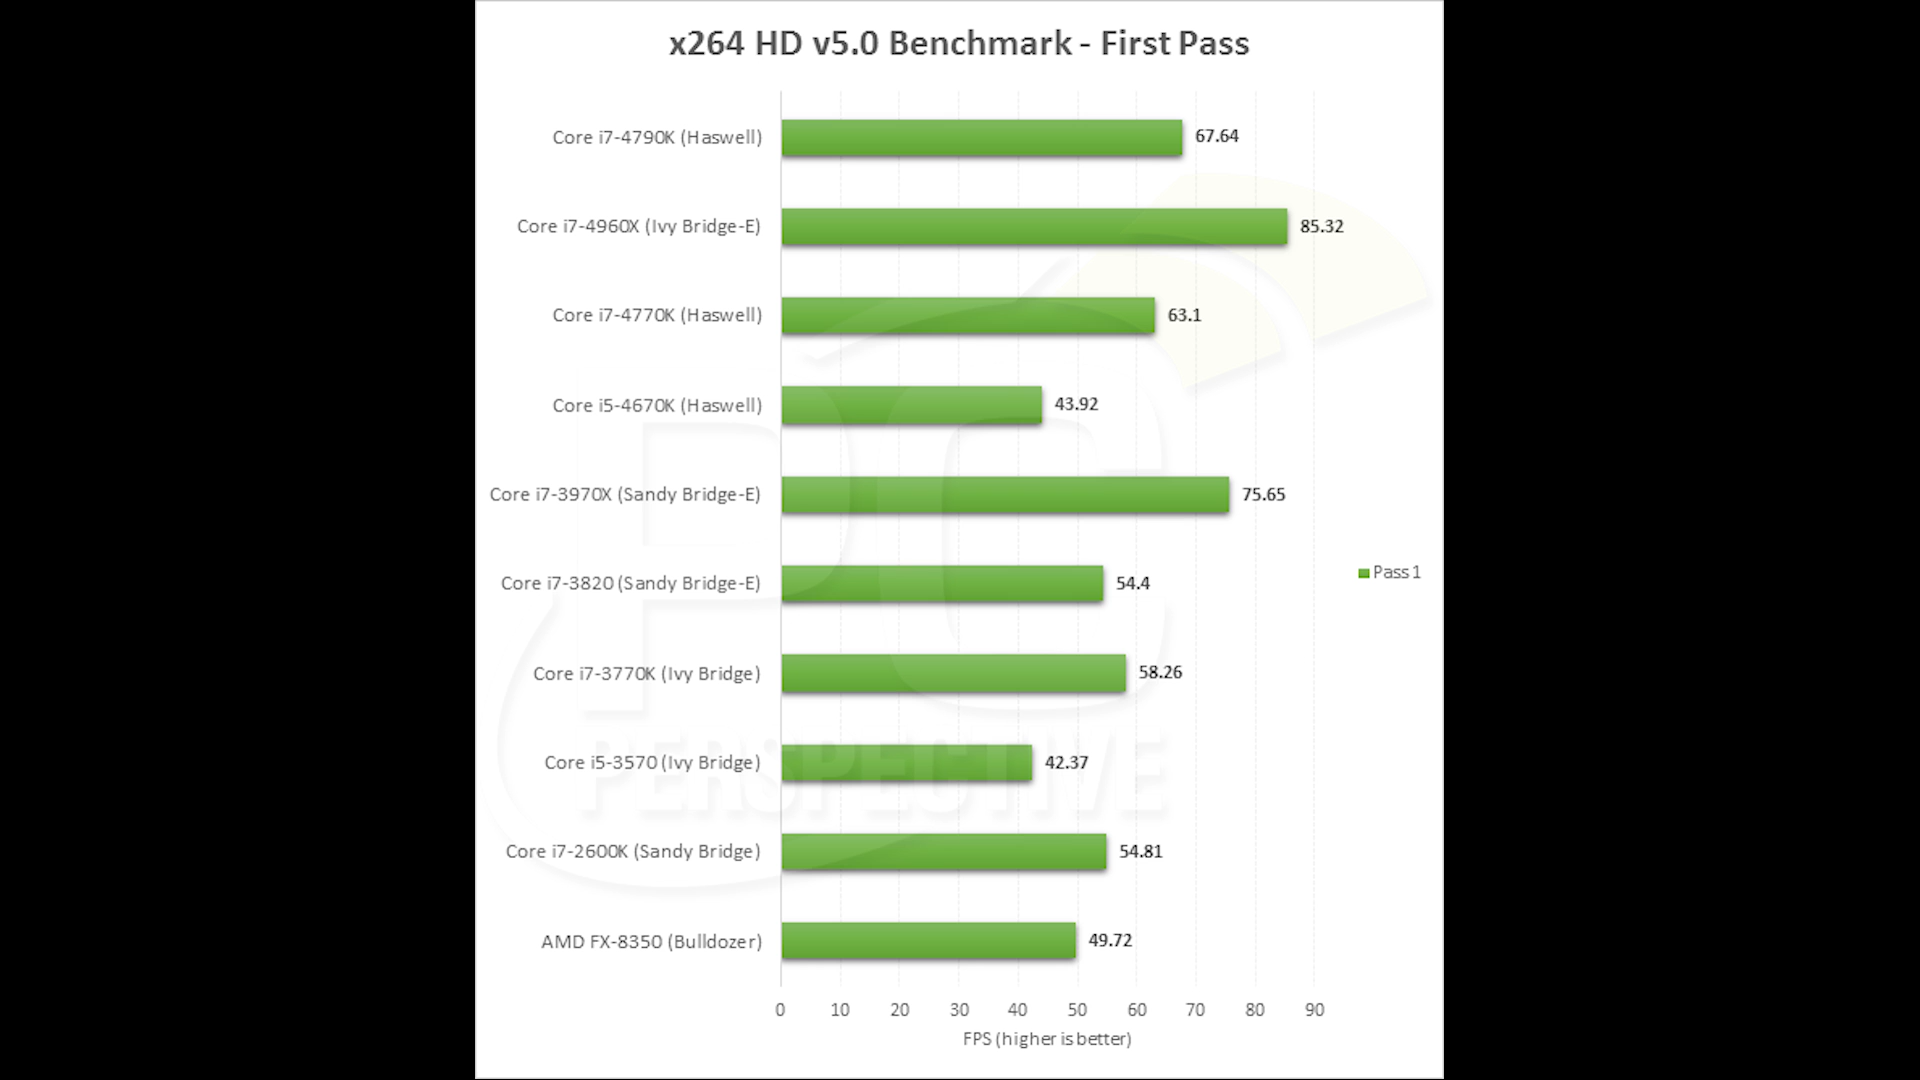 x264 HD v5.0 Benchmark - First Pass
Core i7-4790K (Haswell) 67.64
Core i7-4960X (Ivy Bridge-E) 85.32
Core i7-4770K (Haswell) 63.1
Core i5-4670K (Haswell) 43.92
Core i7-3970X (Sandy Bridge-E) 75.65
Core i7-3820 (Sandy Bridge-E) 54.4
Pass1
Core i7-3770K (Ivy Bridge) 58.26
Core i5-3570 (Ivy Bridge) 42.37
Core i7-2600K (Sandy Bridge) 54.81
AMD FX-8350 (Bulldozer) 49.72
0 10 20 30 40 50 60 70 80 90
FPS (higher is better)
PC
PERSPECTIVE